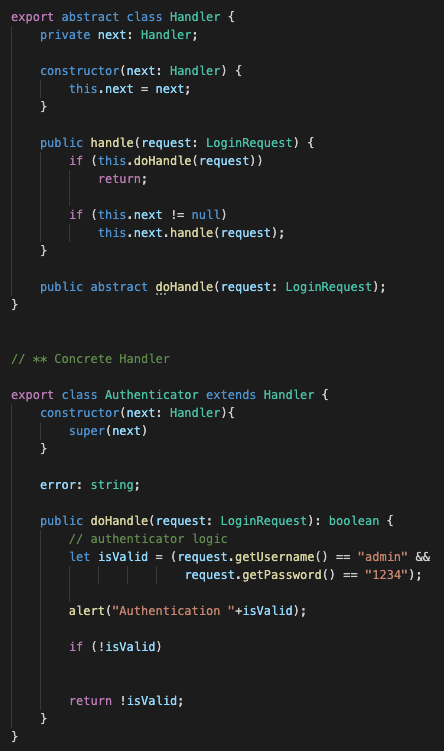 export abstract class Handler {
    private next: Handler;

    constructor(next: Handler) {
        this.next = next;
    }

    public handle(request: LoginRequest) {
        if (this.doHandle(request))
            return;

        if (this.next != null)
            this.next.handle(request);
    }

    public abstract doHandle(request: LoginRequest);
}


// ** Concrete Handler

export class Authenticator extends Handler {
    constructor(next: Handler){
        super(next)
    }

    error: string;

    public doHandle(request: LoginRequest): boolean {
        // authenticator logic
        let isValid = (request.getUsername() == "admin" &&
                        request.getPassword() == "1234");

        alert("Authentication "+isValid);

        if (!isValid)


        return !isValid;
    }
}